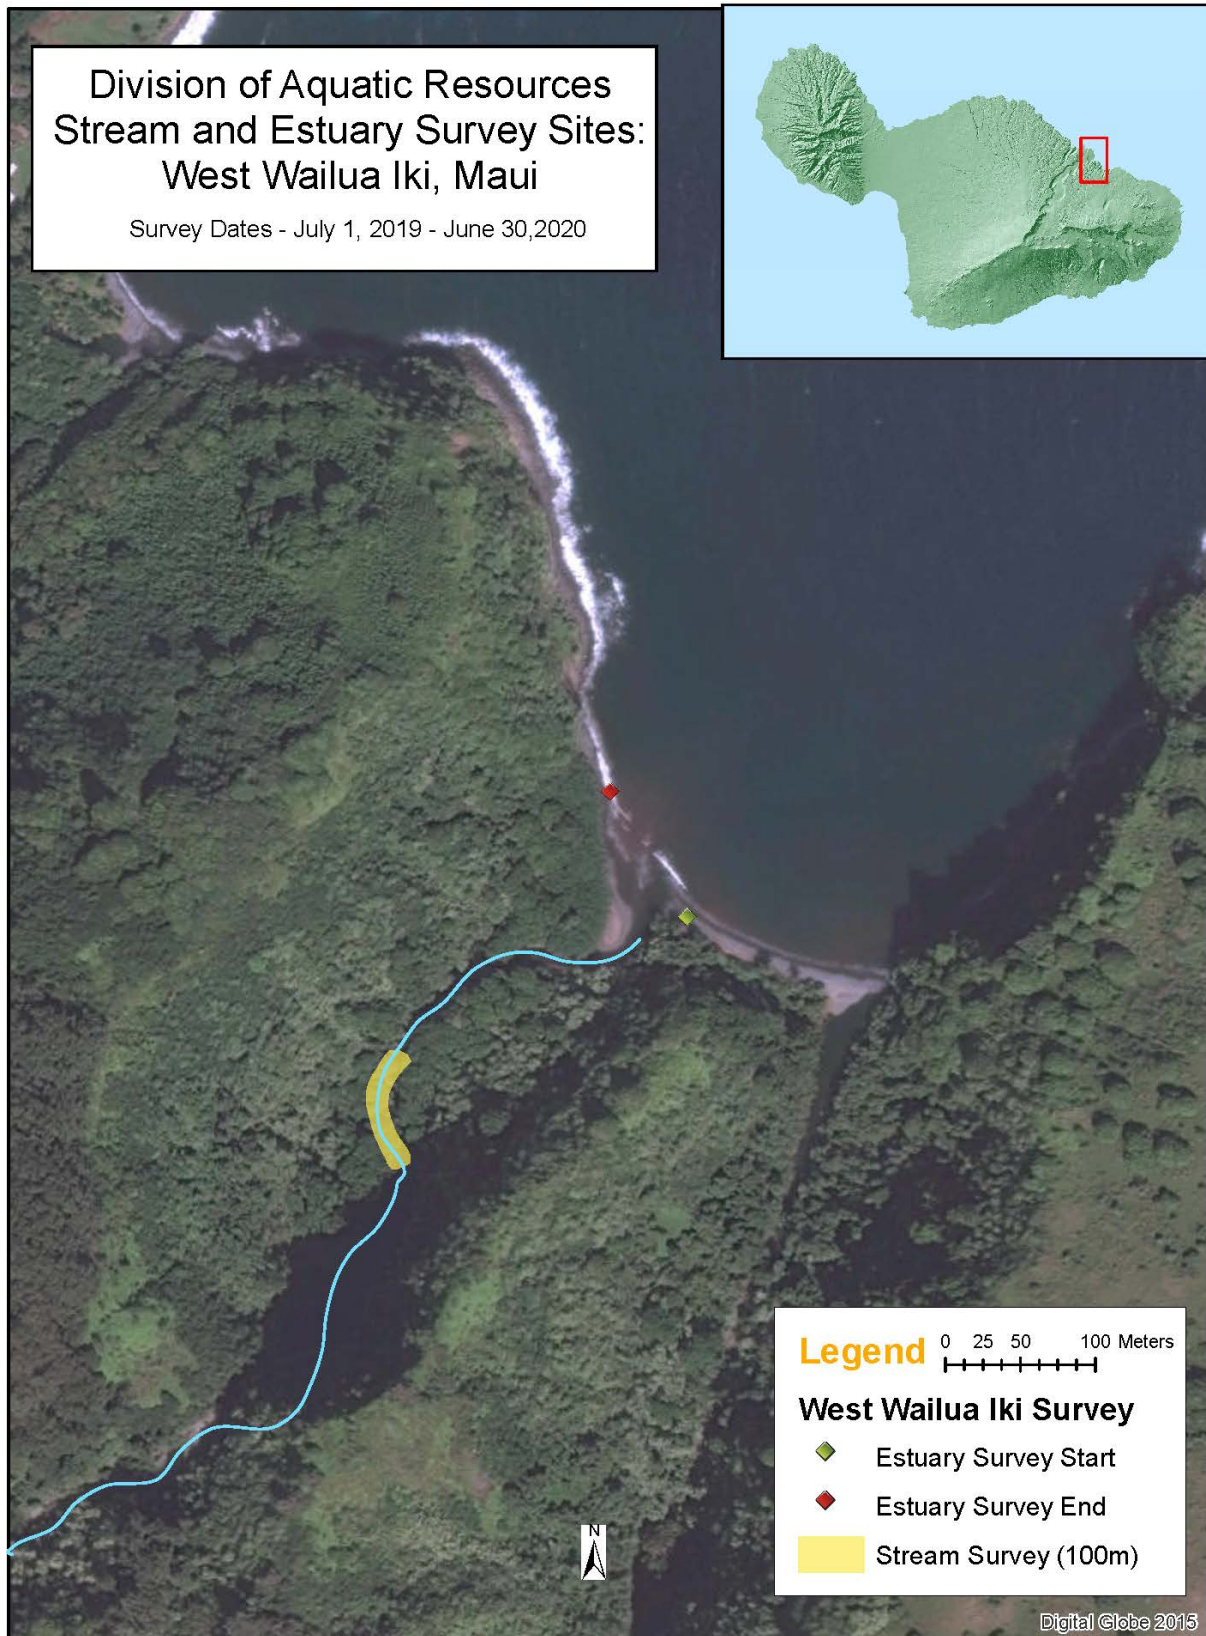 Division of Aquatic Resources
Stream and Estuary Survey Sites:
West Wailua Iki, Maui
Survey Dates - July 1, 2019 - June 30,2020
Legend
0 25 50 100 Meters
West Wailua Iki Survey
Estuary Survey Start
Estuary Survey End
Stream Survey (100m)
N
Digital Globe 2015